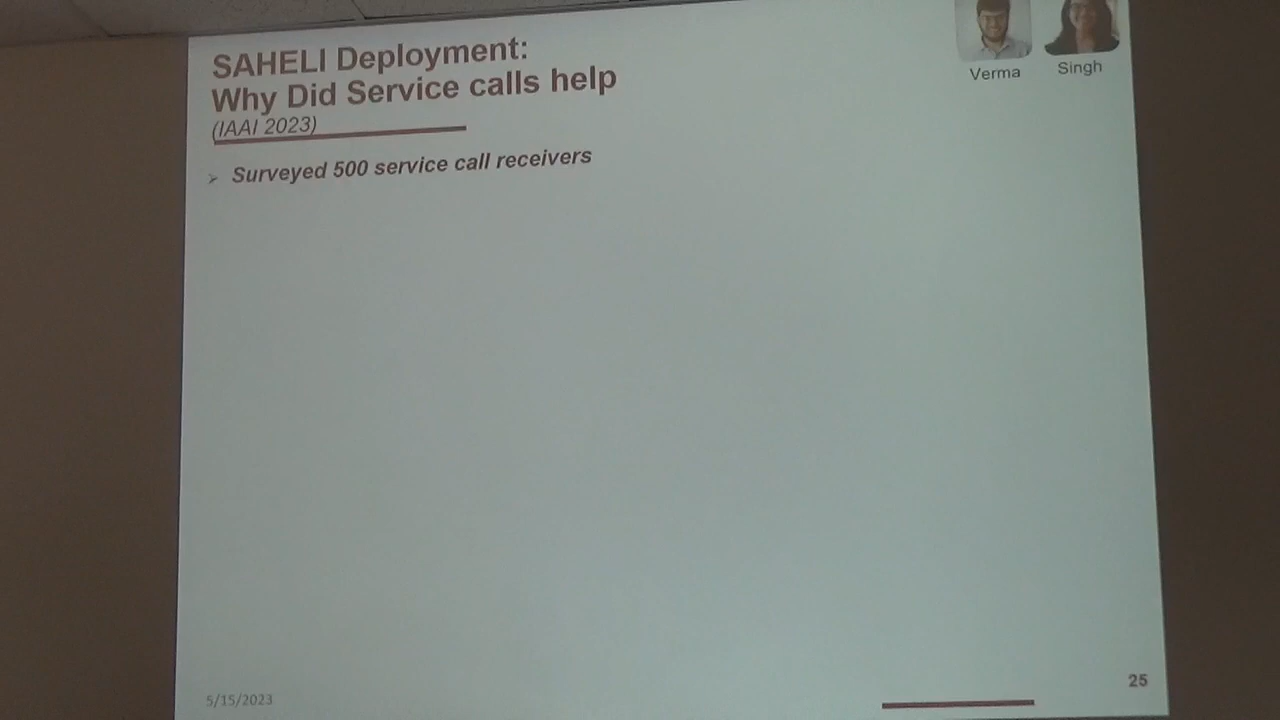 SAHELI Deployment:
Why Did Service calls help
(IAAI 2023)
Verma
Singh
➢ Surveyed 500 service call receivers
5/15/2023
25